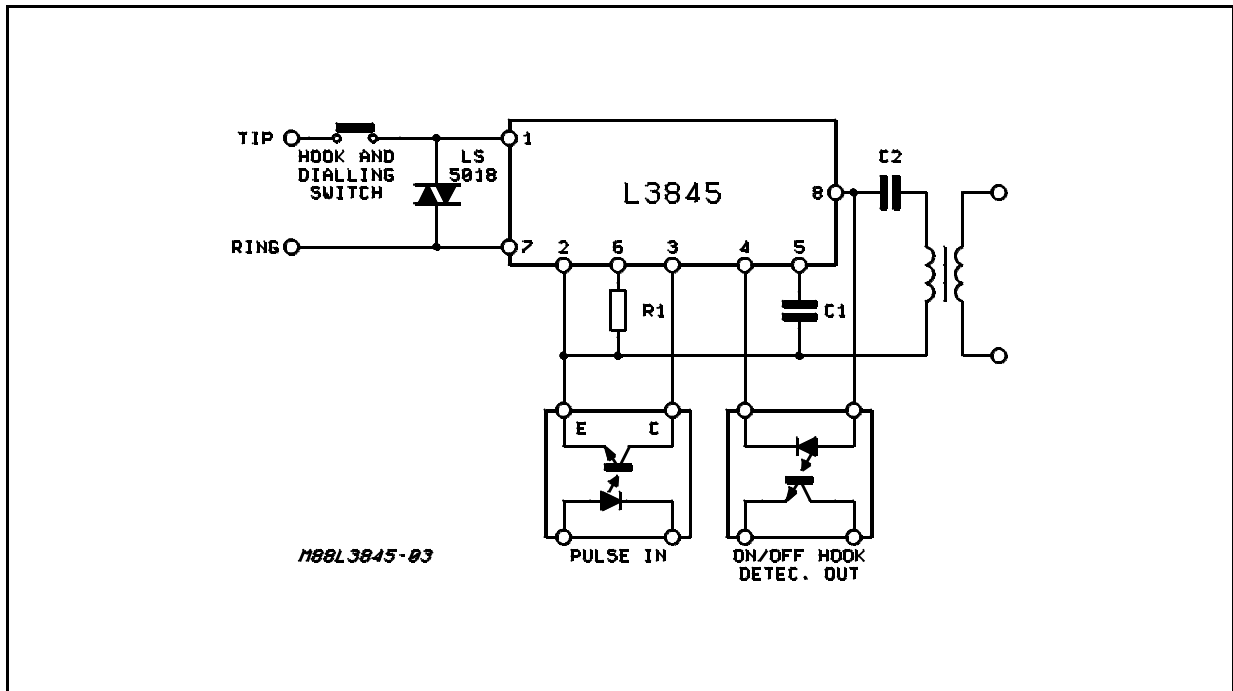 TIP
HOOK AND
DIALLING
SWITCH
LS
5018
1
L3845
C2
8
RING
7
2
6
3
4
5
R1
C1
E
C
M88L3845-03
PULSE IN
ON/OFF HOOK
DETEC. OUT